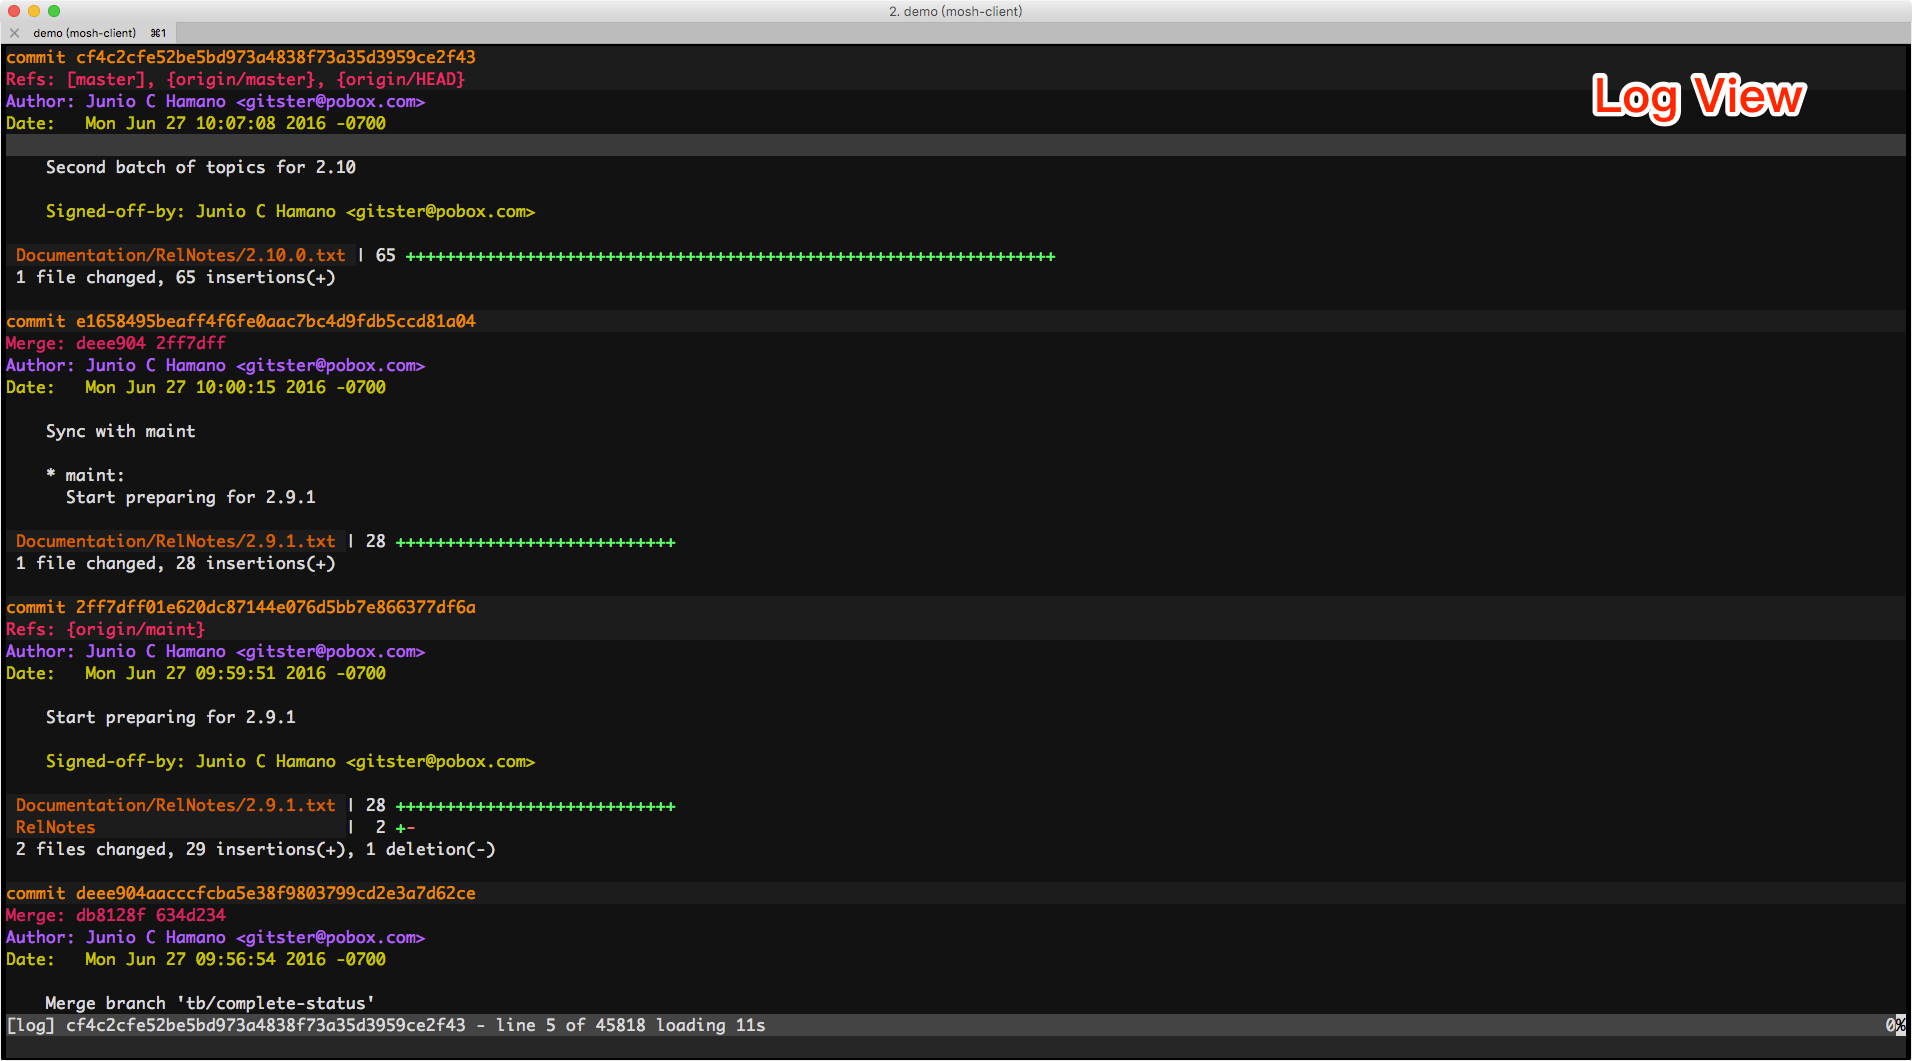 2. demo (mosh-client)
demo (mosh-client) ⌘1
commit cf4c2cfe52be5bd973a4838f73a35d3959ce2f43
Refs: [master], {origin/master}, {origin/HEAD}
Log View
Author: Junio C Hamano <gitster@pobox.com>
Date:   Mon Jun 27 10:07:08 2016 -0700
Second batch of topics for 2.10
Signed-off-by: Junio C Hamano <gitster@pobox.com>
Documentation/RelNotes/2.10.0.txt | 65 +++++++++++++++++++++++++++++++++++++++++++++++++++++++++++++++++
1 file changed, 65 insertions(+)
commit e1658495beaff4f6fe0aac7bc4d9fdb5ccd81a04
Merge: deee904 2ff7dff
Author: Junio C Hamano <gitster@pobox.com>
Date:   Mon Jun 27 10:00:15 2016 -0700
Sync with maint
* maint:
Start preparing for 2.9.1
Documentation/RelNotes/2.9.1.txt | 28 ++++++++++++++++++++++++++++
1 file changed, 28 insertions(+)
commit 2ff7dff01e620dc87144e076d5bb7e866377df6a
Refs: {origin/maint}
Author: Junio C Hamano <gitster@pobox.com>
Date:   Mon Jun 27 09:59:51 2016 -0700
Start preparing for 2.9.1
Signed-off-by: Junio C Hamano <gitster@pobox.com>
Documentation/RelNotes/2.9.1.txt | 28 ++++++++++++++++++++++++++++
RelNotes                         |  2 +-
2 files changed, 29 insertions(+), 1 deletion(-)
commit deee904aacccfcba5e38f9803799cd2e3a7d62ce
Merge: db8128f 634d234
Author: Junio C Hamano <gitster@pobox.com>
Date:   Mon Jun 27 09:56:54 2016 -0700
Merge branch 'tb/complete-status'
[log] cf4c2cfe52be5bd973a4838f73a35d3959ce2f43 - line 5 of 45818 loading 11s 0%